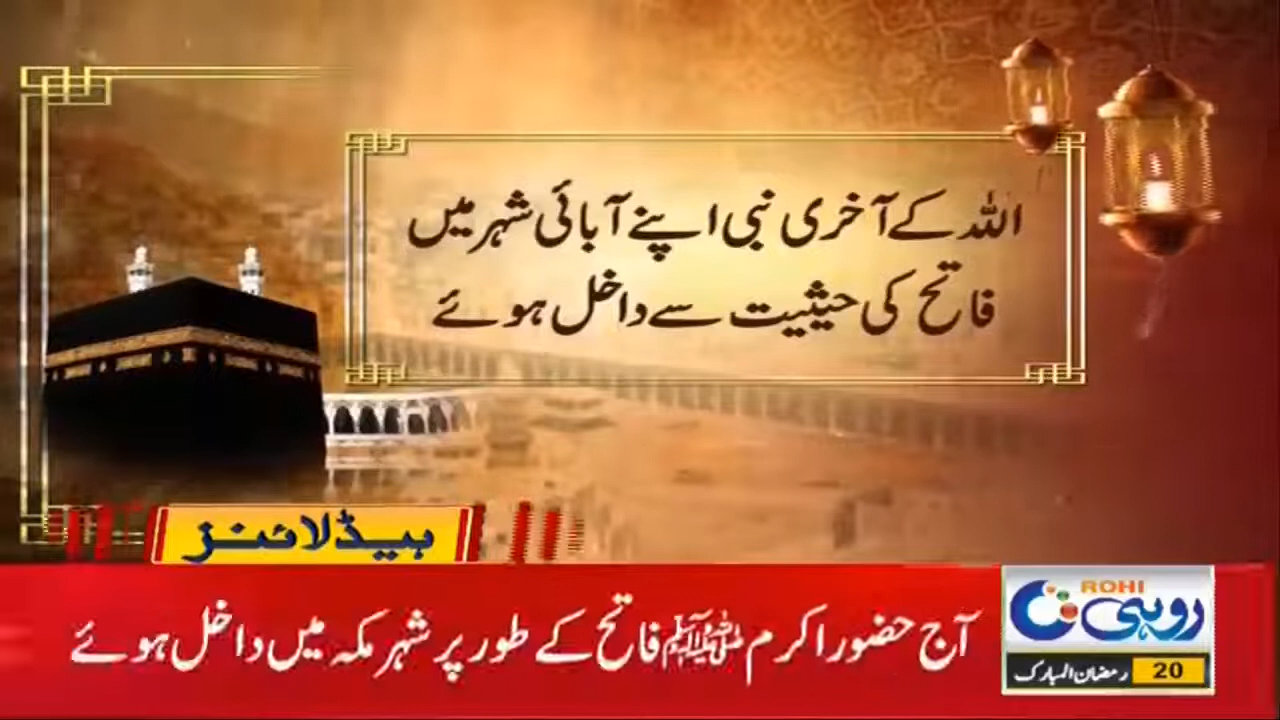 اللہ کے آخری نبی اپنے آبائی شہر میں
فاتح کی حیثیت سے داخل ہوئے
ہیڈلائنز
آج حضور اکرم ﷺ فاتح کے طور پر شہر مکہ میں داخل ہوئے
ROHI
روہی
20 رمضان المبارک